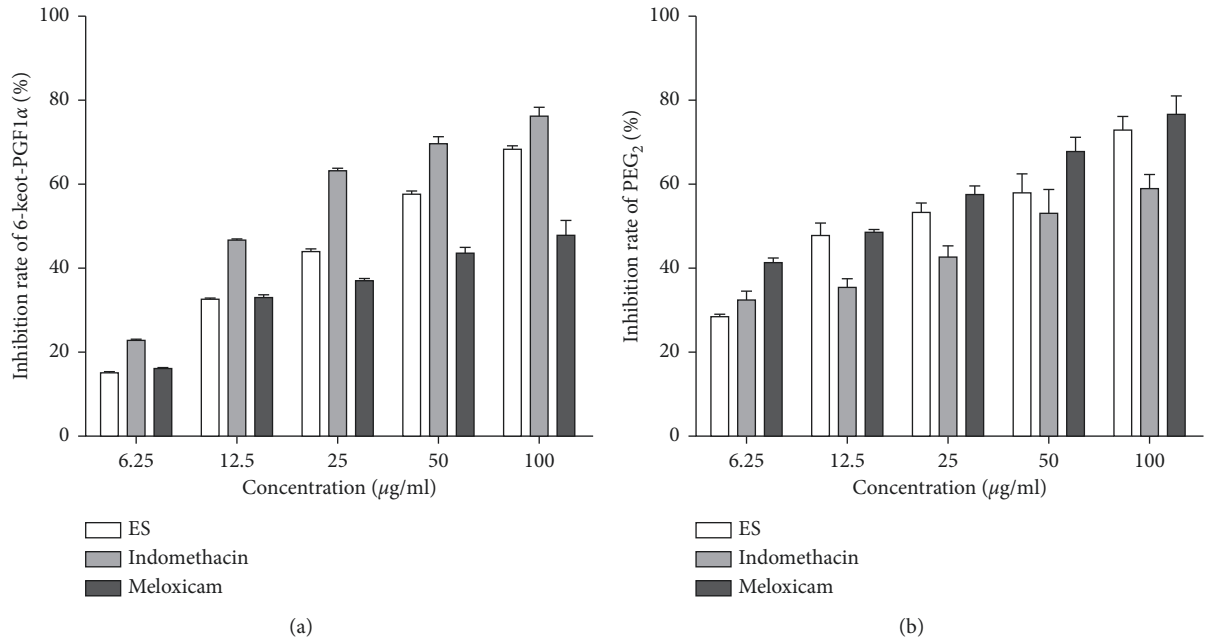 Inhibition rate of 6-keot-PGF1α (%)
100
80
60
40
20
0
6.25 12.5 25 50 100
Concentration (μg/ml)
ES
Indomethacin
Meloxicam
(a)
Inhibition rate of PEG₂ (%)
100
80
60
40
20
0
6.25 12.5 25 50 100
Concentration (μg/ml)
ES
Indomethacin
Meloxicam
(b)